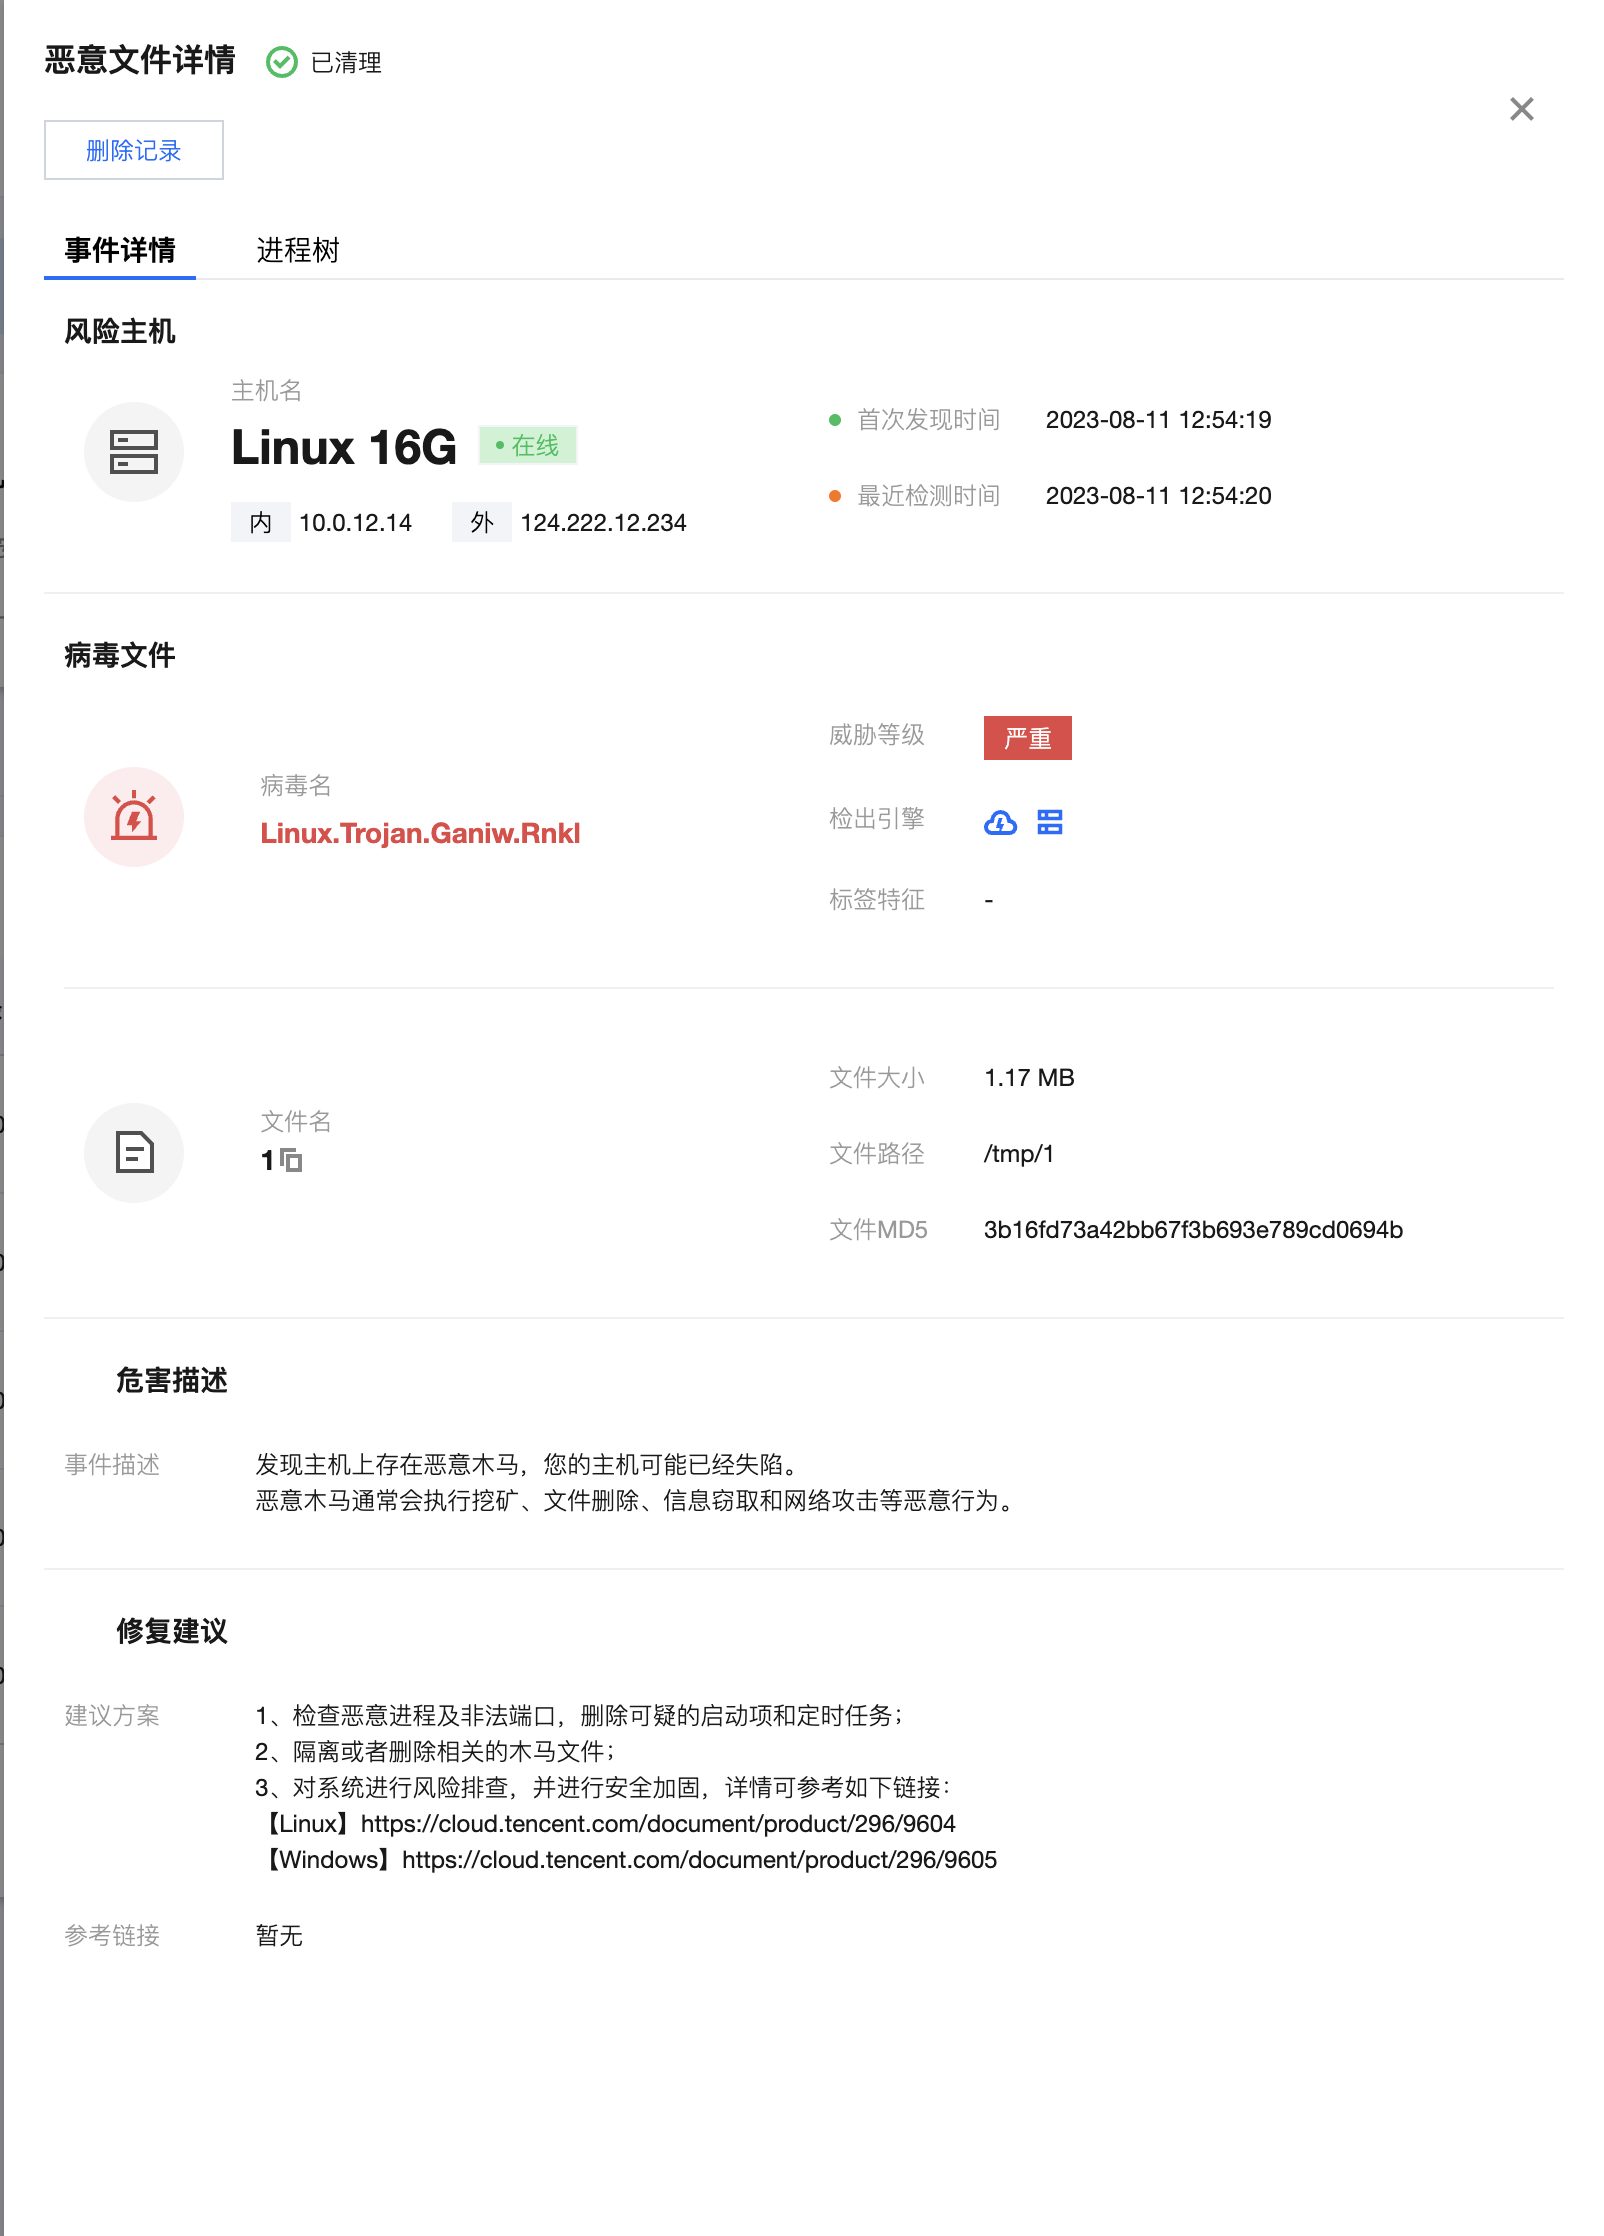 恶意文件详情 已清理
删除记录
事件详情 进程树
风险主机
主机名
Linux 16G 在线
内 10.0.12.14 外 124.222.12.234
首次发现时间 2023-08-11 12:54:19
最近检测时间 2023-08-11 12:54:20
病毒文件
病毒名
Linux.Trojan.Ganiw.Rnkl
威胁等级 严重
检出引擎
标签特征 -
文件名
1
文件大小 1.17 MB
文件路径 /tmp/1
文件MD5 3b16fd73a42bb67f3b693e789cd0694b
危害描述
事件描述 发现主机上存在恶意木马，您的主机可能已经失陷。
恶意木马通常会执行挖矿、文件删除、信息窃取和网络攻击等恶意行为。
修复建议
建议方案 1、检查恶意进程及非法端口，删除可疑的启动项和定时任务；
2、隔离或者删除相关的木马文件；
3、对系统进行风险排查，并进行安全加固，详情可参考如下链接：
【Linux】https://cloud.tencent.com/document/product/296/9604
【Windows】https://cloud.tencent.com/document/product/296/9605
参考链接 暂无